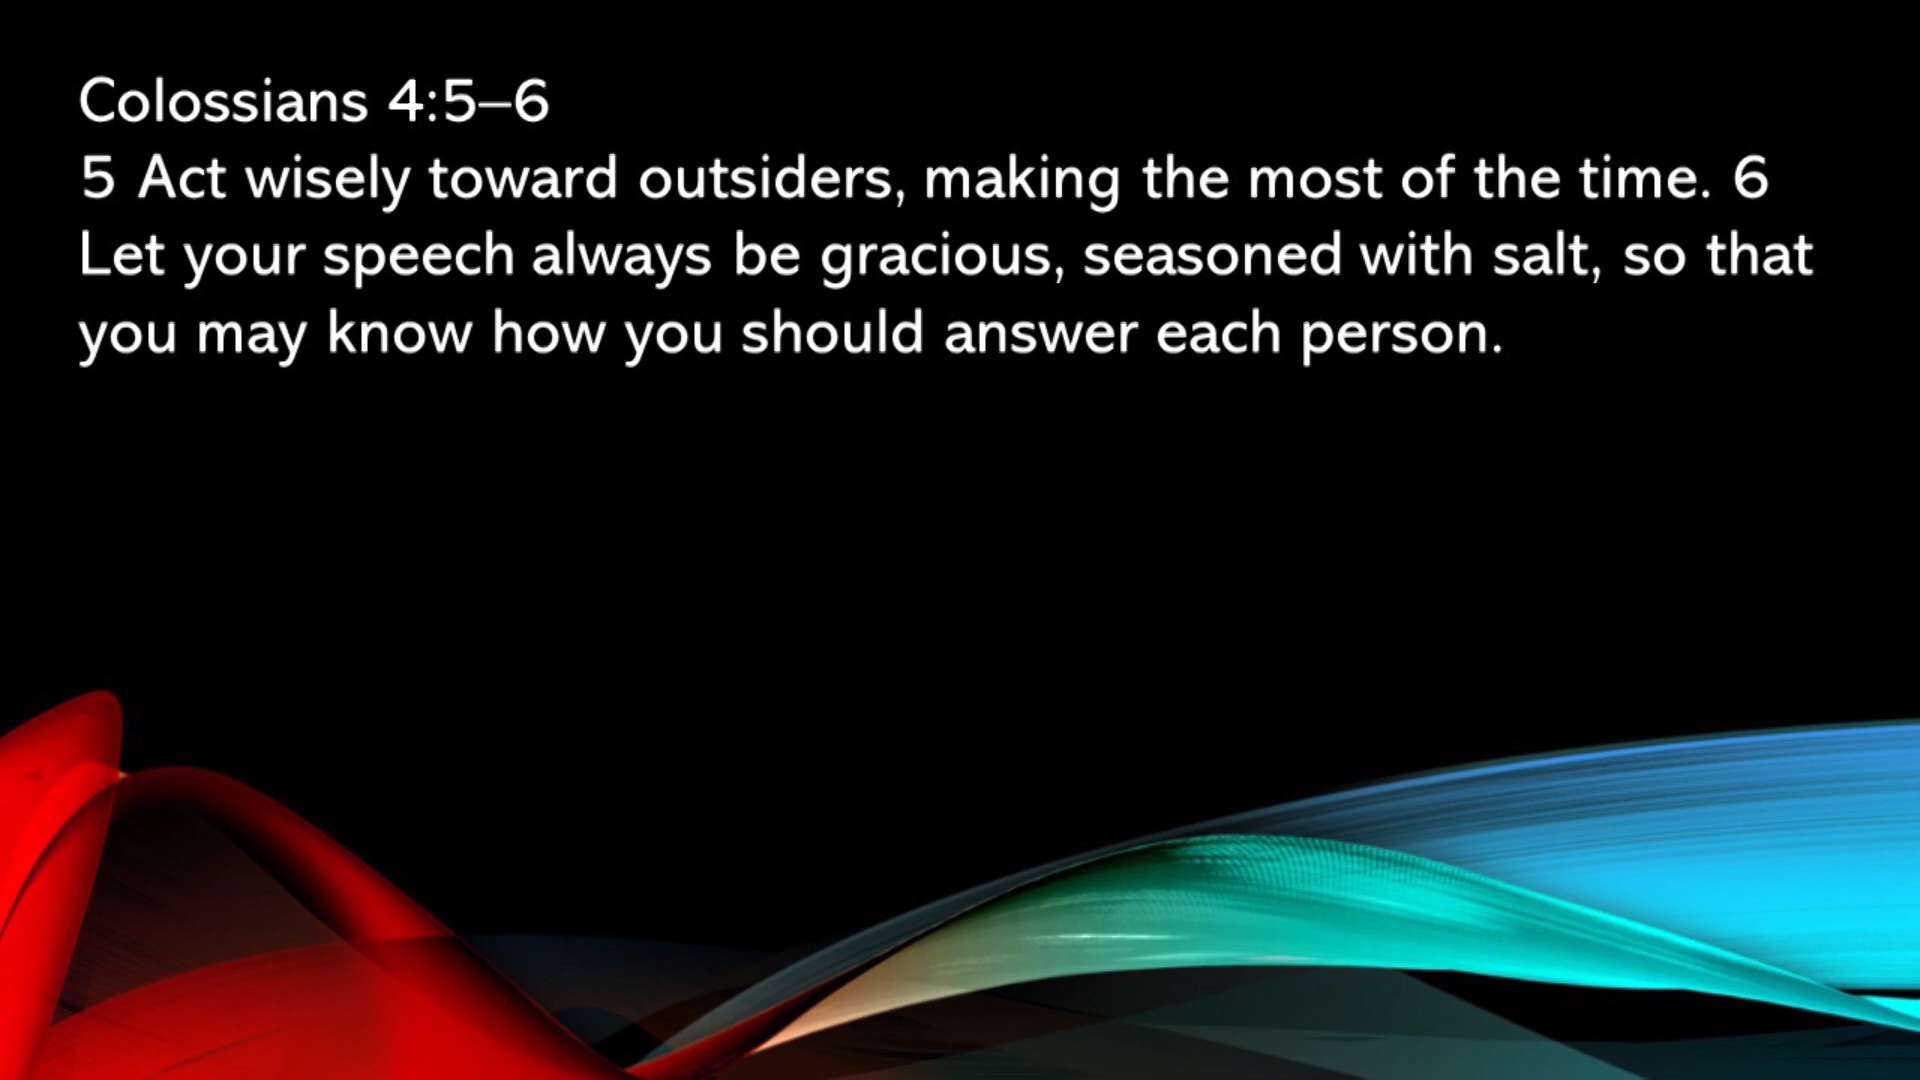 Colossians 4:5–6
5 Act wisely toward outsiders, making the most of the time. 6
Let your speech always be gracious, seasoned with salt, so that
you may know how you should answer each person.